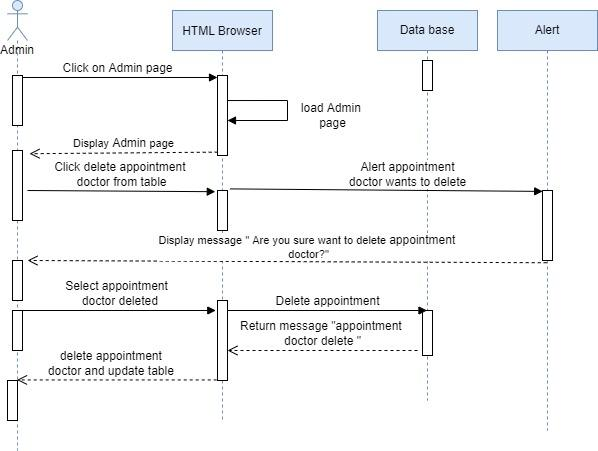 Admin
HTML Browser
Data base
Alert
Click on Admin page
load Admin
page
Display Admin page
Click delete appointment
doctor from table
Alert appointment
doctor wants to delete
Display message " Are you sure want to delete appointment
doctor?"
Select appointment
doctor deleted
Delete appointment
Return message "appointment
doctor delete "
delete appointment
doctor and update table